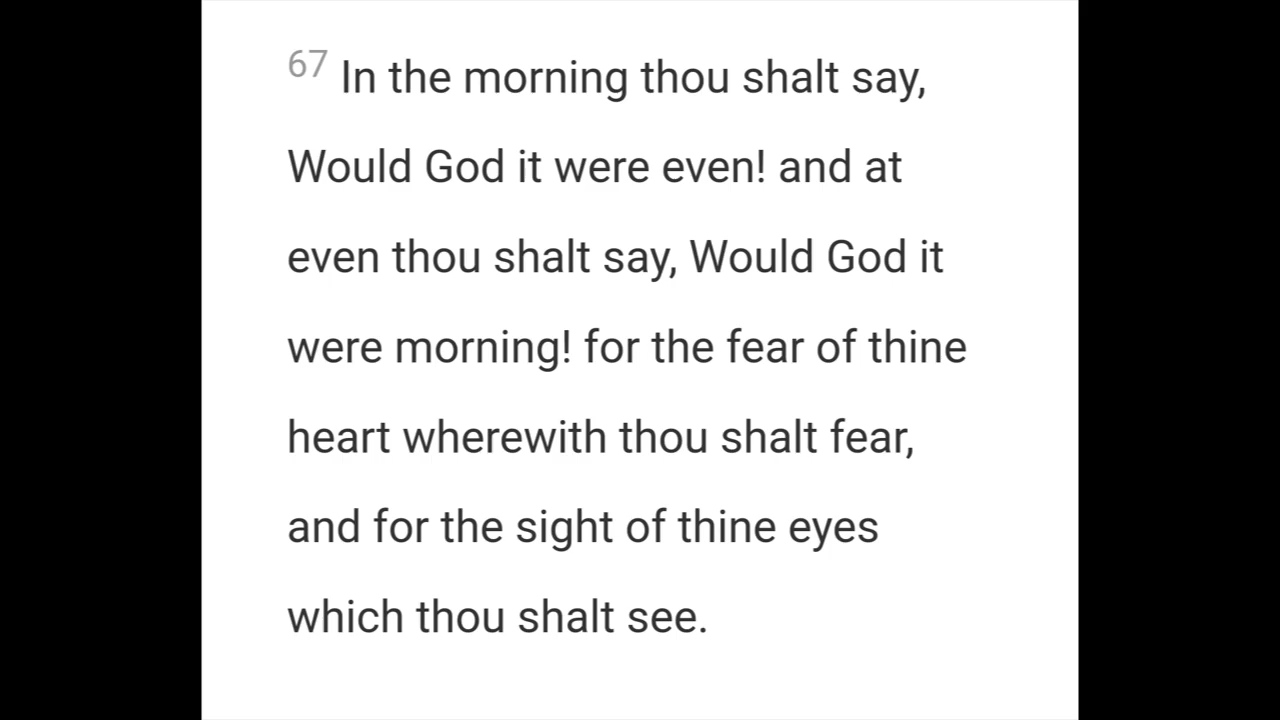 67 In the morning thou shalt say,
Would God it were even! and at
even thou shalt say, Would God it
were morning! for the fear of thine
heart wherewith thou shalt fear,
and for the sight of thine eyes
which thou shalt see.